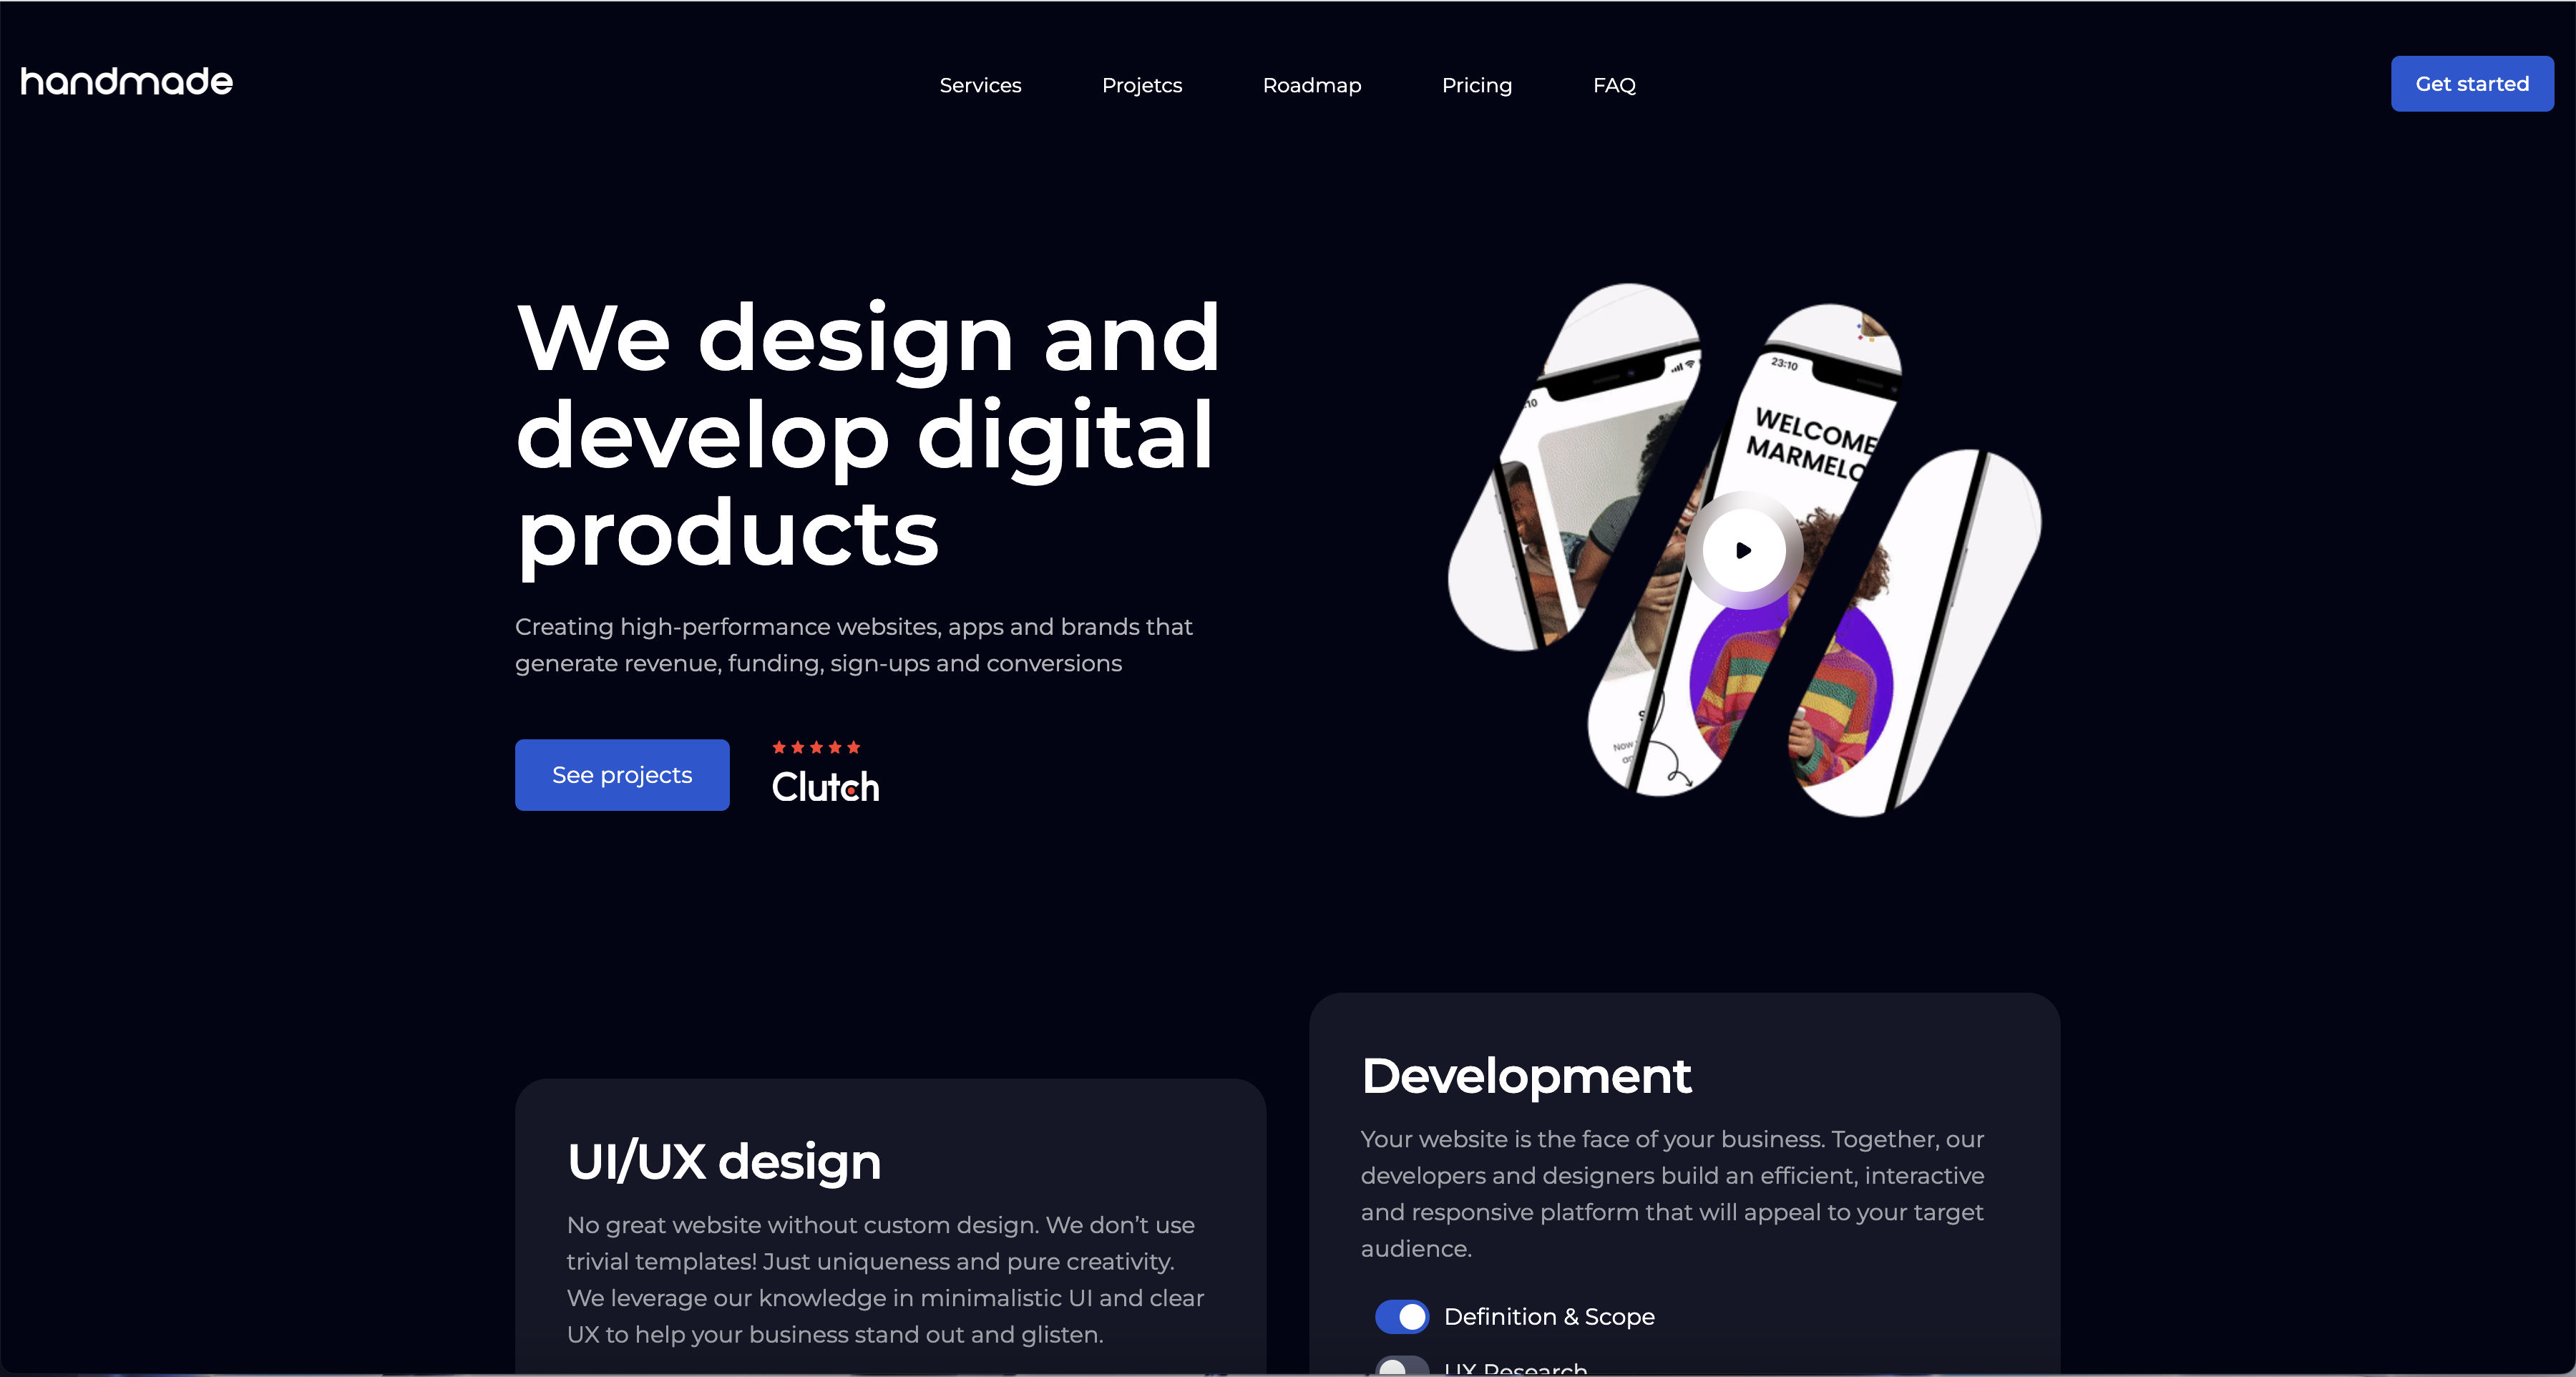 handmade
Services
Projetcs
Roadmap
Pricing
FAQ
Get started
We design and
develop digital
products
Creating high-performance websites, apps and brands that
generate revenue, funding, sign-ups and conversions
See projects
Clutch
23:10
WELCOME
MARMELO
Now
UI/UX design
No great website without custom design. We don’t use
trivial templates! Just uniqueness and pure creativity.
We leverage our knowledge in minimalistic UI and clear
UX to help your business stand out and glisten.
Development
Your website is the face of your business. Together, our
developers and designers build an efficient, interactive
and responsive platform that will appeal to your target
audience.
Definition & Scope
UX Research